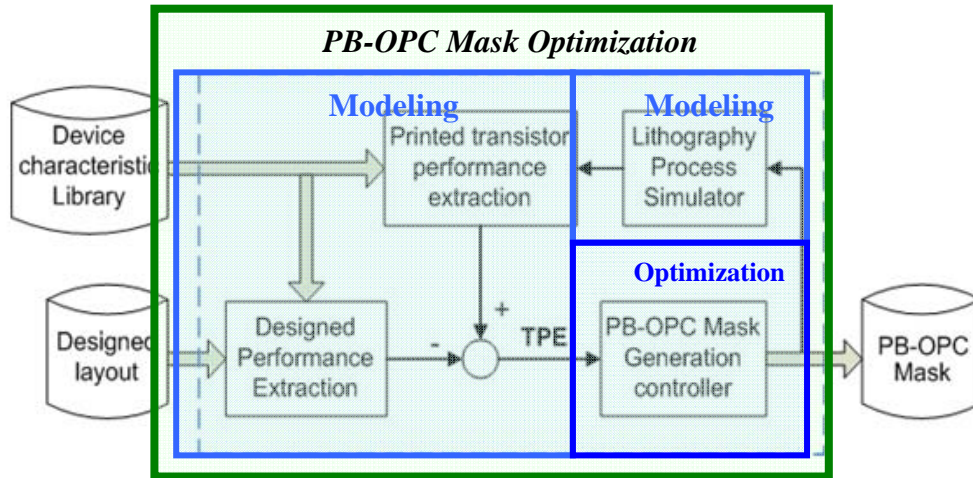 PB-OPC Mask Optimization
Modeling
Modeling
Device
characteristic
Library
Printed transistor
performance
extraction
Lithography
Process
Simulator
Optimization
Designed
layout
Designed
Performance
Extraction
-
+
TPE
PB-OPC Mask
Generation
controller
PB-OPC
Mask